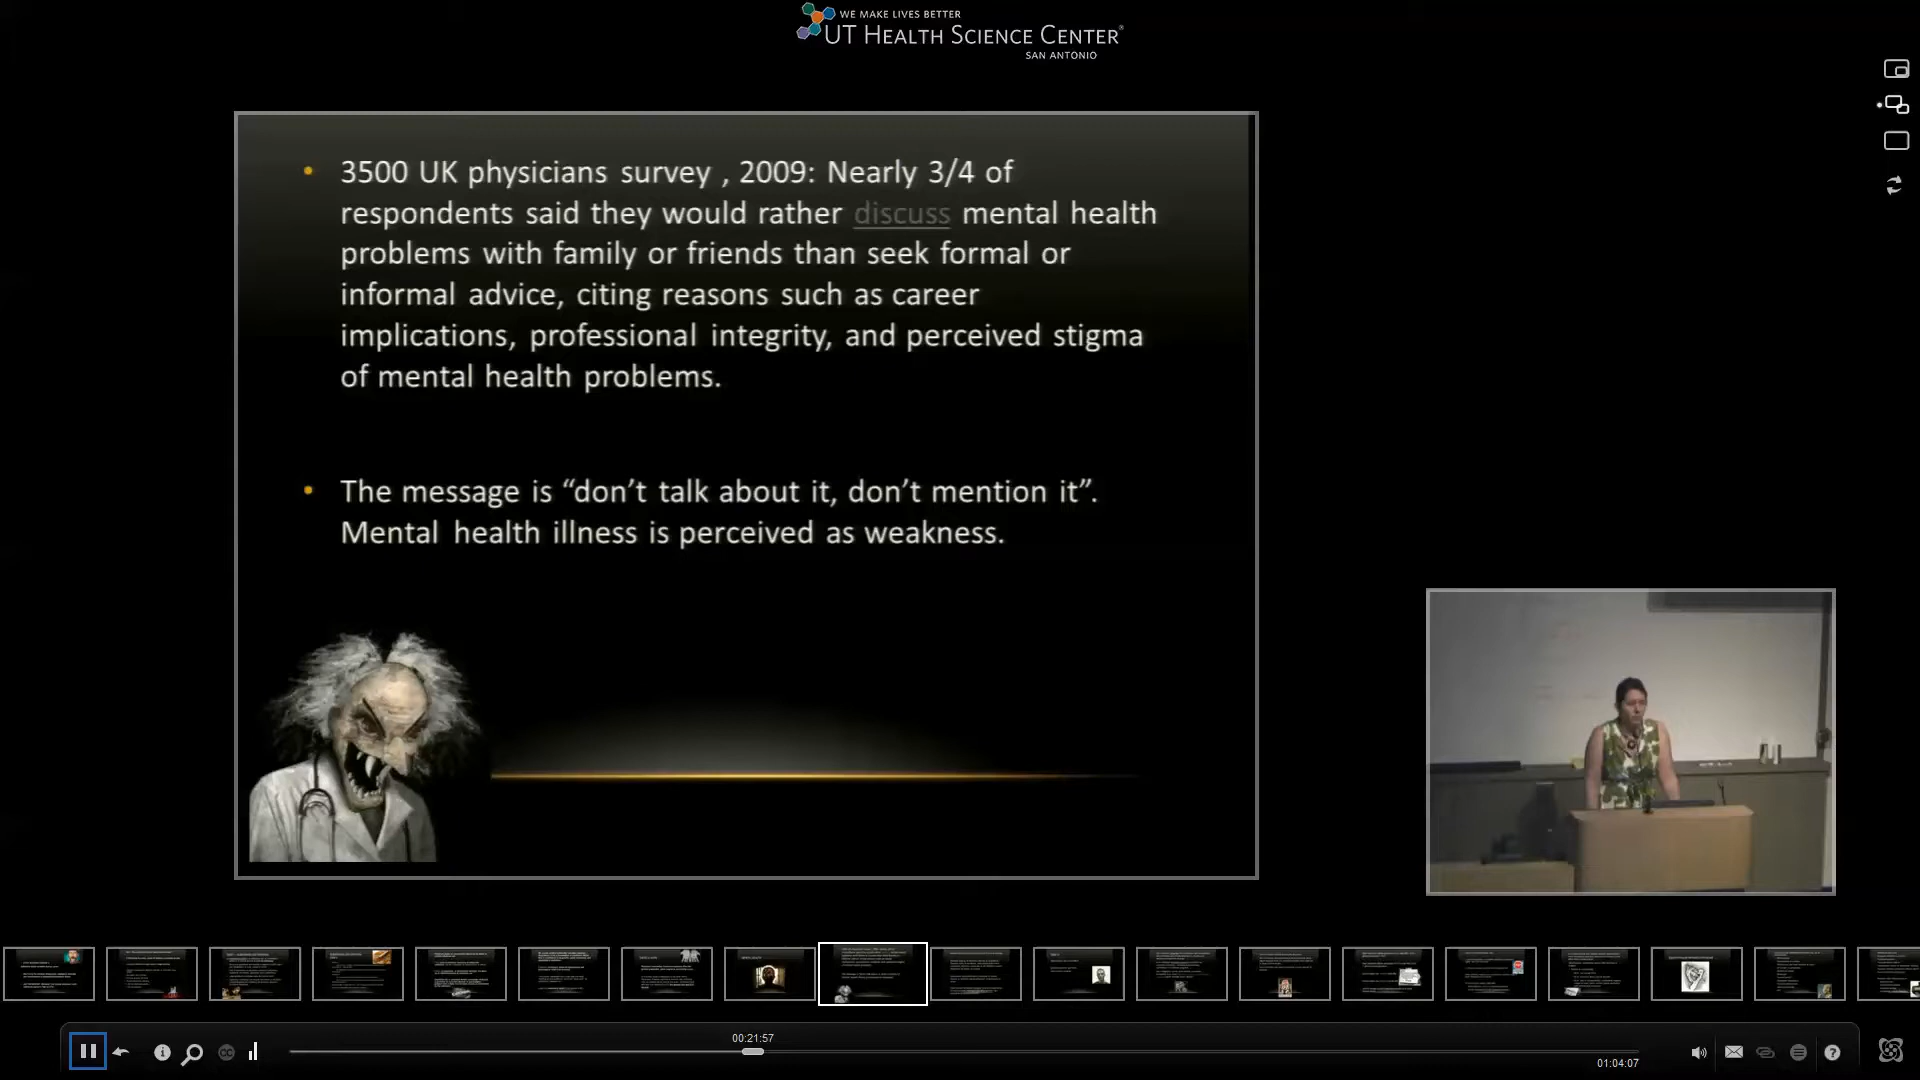 WE MAKE LIVES BETTER
UT HEALTH SCIENCE CENTER®
SAN ANTONIO
• 3500 UK physicians survey , 2009: Nearly 3/4 of
respondents said they would rather discuss mental health
problems with family or friends than seek formal or
informal advice, citing reasons such as career
implications, professional integrity, and perceived stigma
of mental health problems.
• The message is “don’t talk about it, don’t mention it”.
Mental health illness is perceived as weakness.
00:21:57
01:04:07